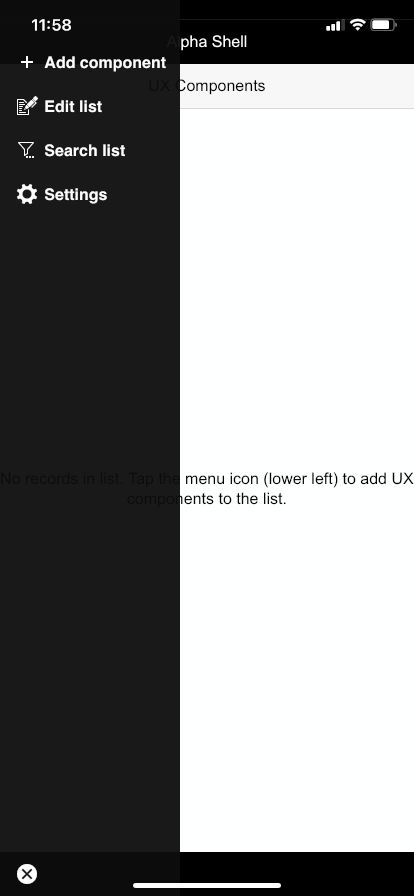 11:58
Alpha Shell
Add component
UX Components
Edit list
Search list
Settings
No records in list. Tap the menu icon (lower left) to add UX
components to the list.